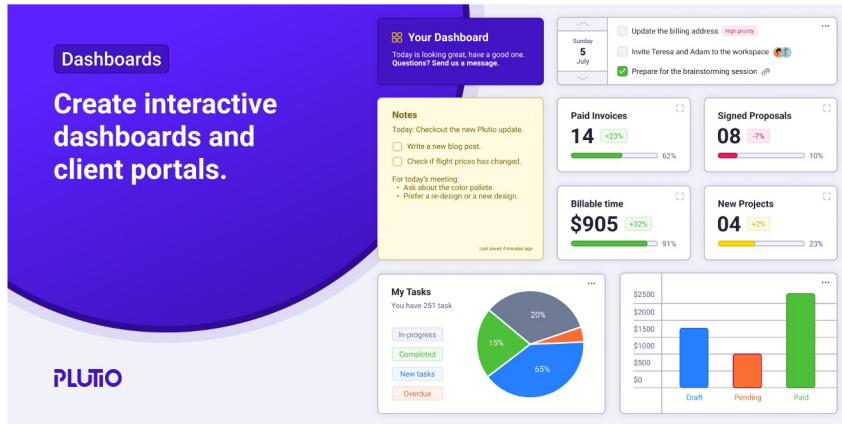 Dashboards
Create interactive
dashboards and
client portals.
PLUTIO
Your Dashboard
Today is looking great, have a good one.
Questions? Send us a message.
Sunday
5
July
Update the billing address High priority
Invite Teresa and Adam to the workspace
Prepare for the brainstorming session
Notes
Today: Checkout the new Plutic update.
Write a new blog post.
Check if flight prices has changed.
For today's meeting:
• Ask about the color pallete.
• Prefer a re-design or a new design.
Last saved 4 minutes ago
Paid Invoices
14 +23%
62%
Signed Proposals
08 -7%
10%
Billable time
$905 +32%
91%
New Projects
04 +2%
23%
My Tasks
You have 251 task
In-progress
Completed
New tasks
Overdue
20%
15%
65%
$2500
$2000
$1500
$1000
$500
$0
Draft Pending Paid